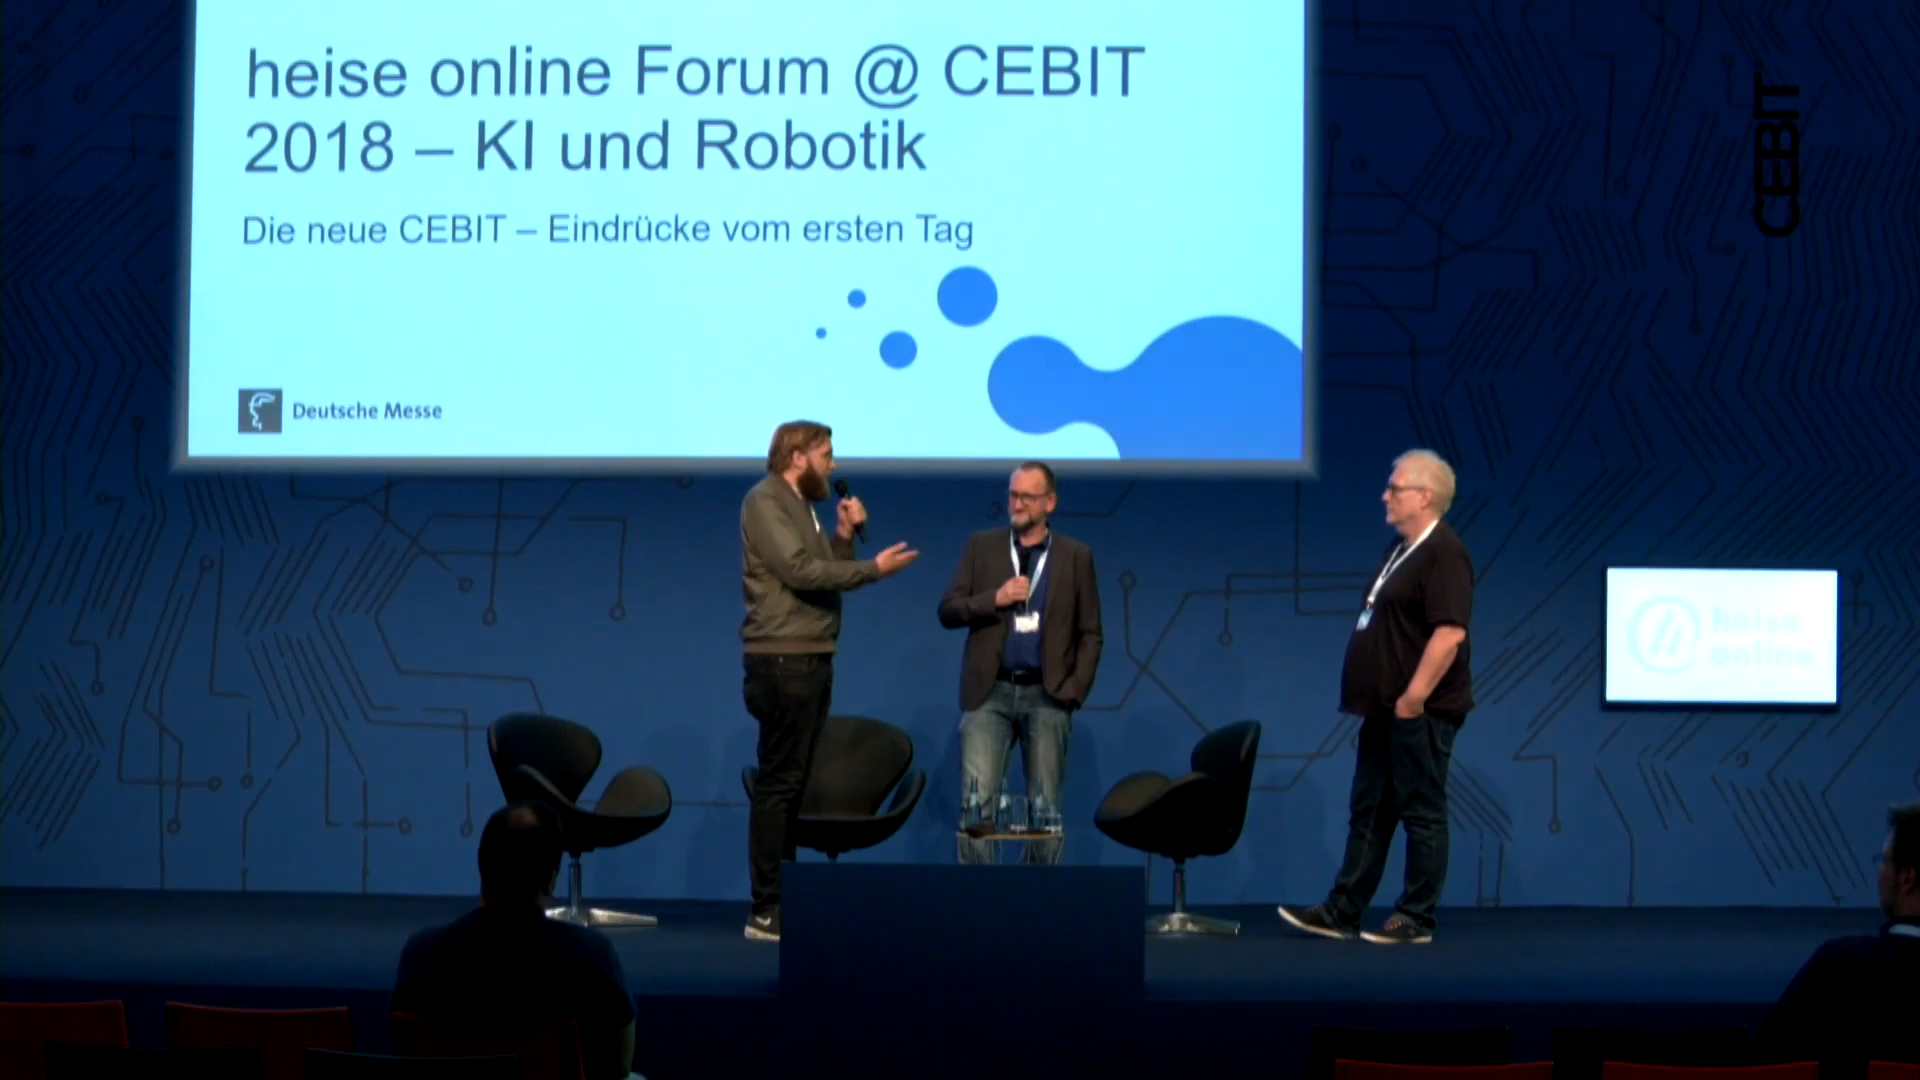 heise online Forum @ CEBIT
2018 – KI und Robotik
Die neue CEBIT – Eindrücke vom ersten Tag
Deutsche Messe
CEBIT
heise
online